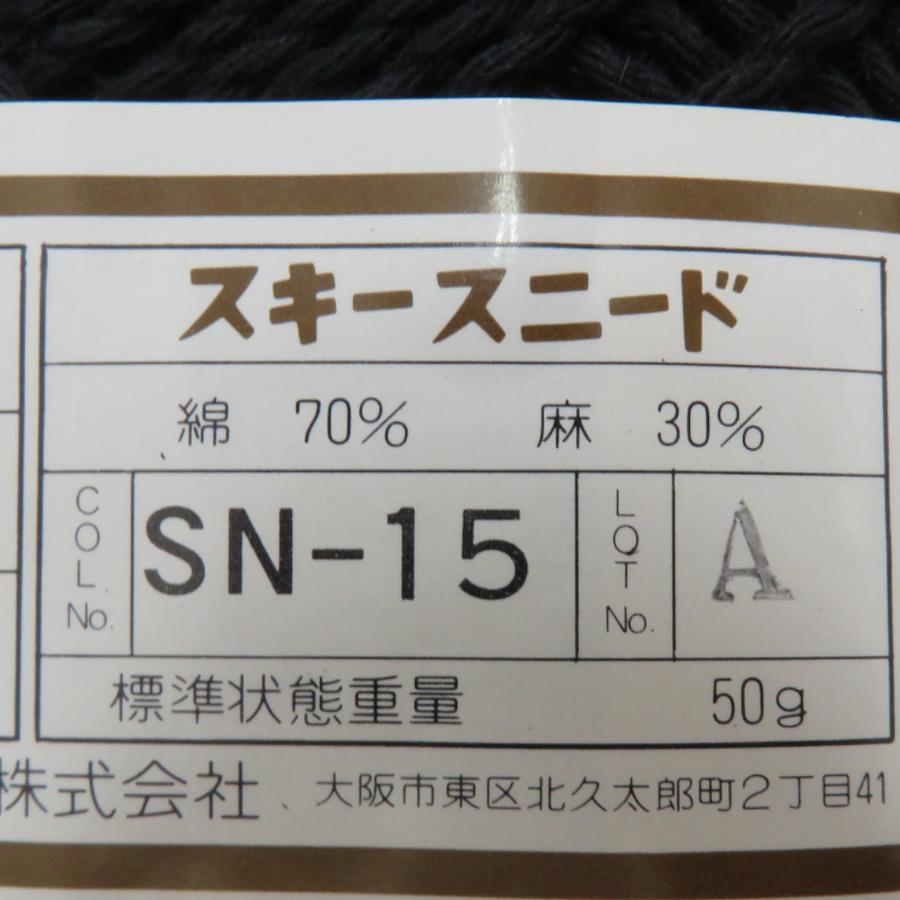 スキースニード
綿 70% 麻 30%
COL. No. SN-15 LOT No. A
標準状態重量 50g
株式会社、大阪市東区北久太郎町2丁目41